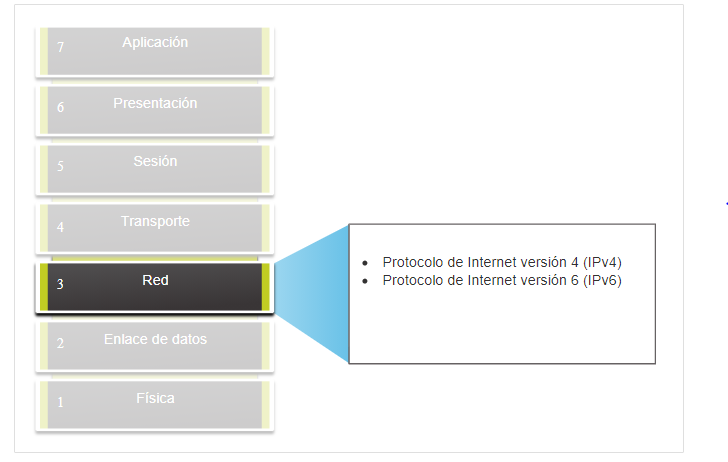 7 Aplicación
6 Presentación
5 Sesión
4 Transporte
3 Red
2 Enlace de datos
1 Física
• Protocolo de Internet versión 4 (IPv4)
• Protocolo de Internet versión 6 (IPv6)